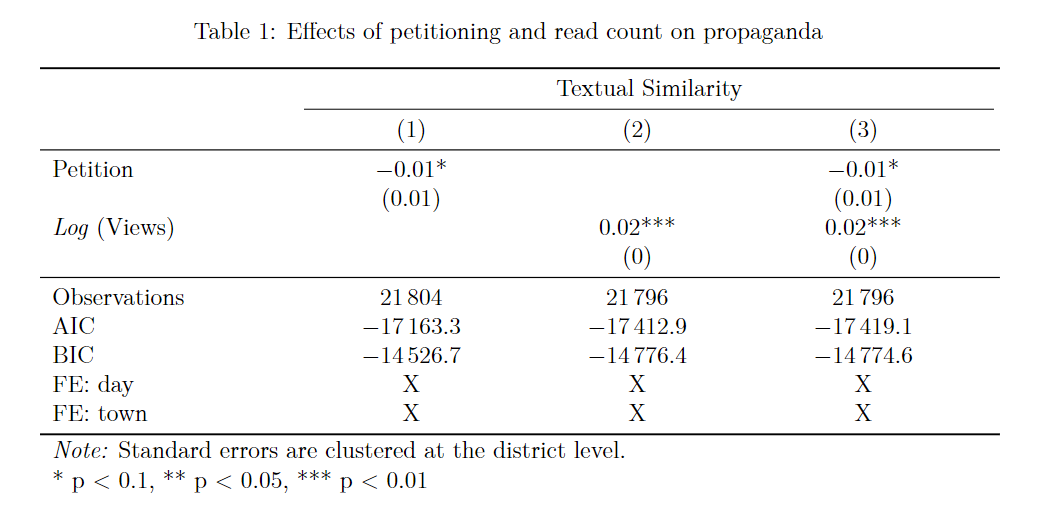 Table 1: Effects of petitioning and read count on propaganda
Textual Similarity
(1) (2) (3)
Petition −0.01* −0.01*
(0.01) (0.01)
Log (Views) 0.02*** 0.02***
(0) (0)
Observations 21 804 21 796 21 796
AIC −17 163.3 −17 412.9 −17 419.1
BIC −14 526.7 −14 776.4 −14 774.6
FE: day X X X
FE: town X X X
Note: Standard errors are clustered at the district level.
* p < 0.1, ** p < 0.05, *** p < 0.01